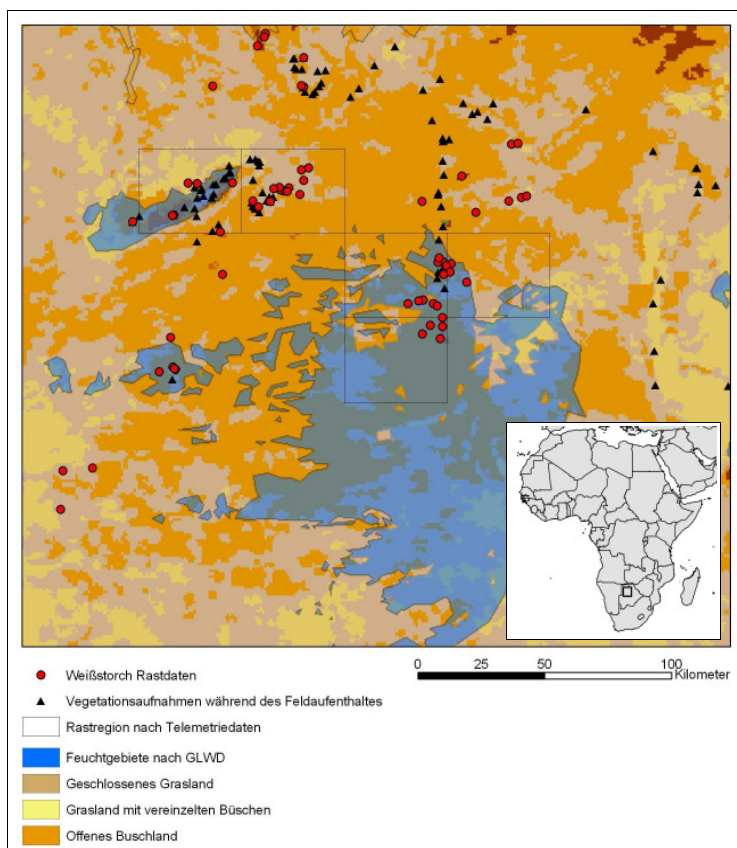 0 25 50 100
Kilometer
Weißstorch Rastdaten
Vegetationsaufnahmen während des Feldaufenthaltes
Rastregion nach Telemetriedaten
Feuchtgebiete nach GLWD
Geschlossenes Grasland
Grasland mit vereinzelten Büschen
Offenes Buschland